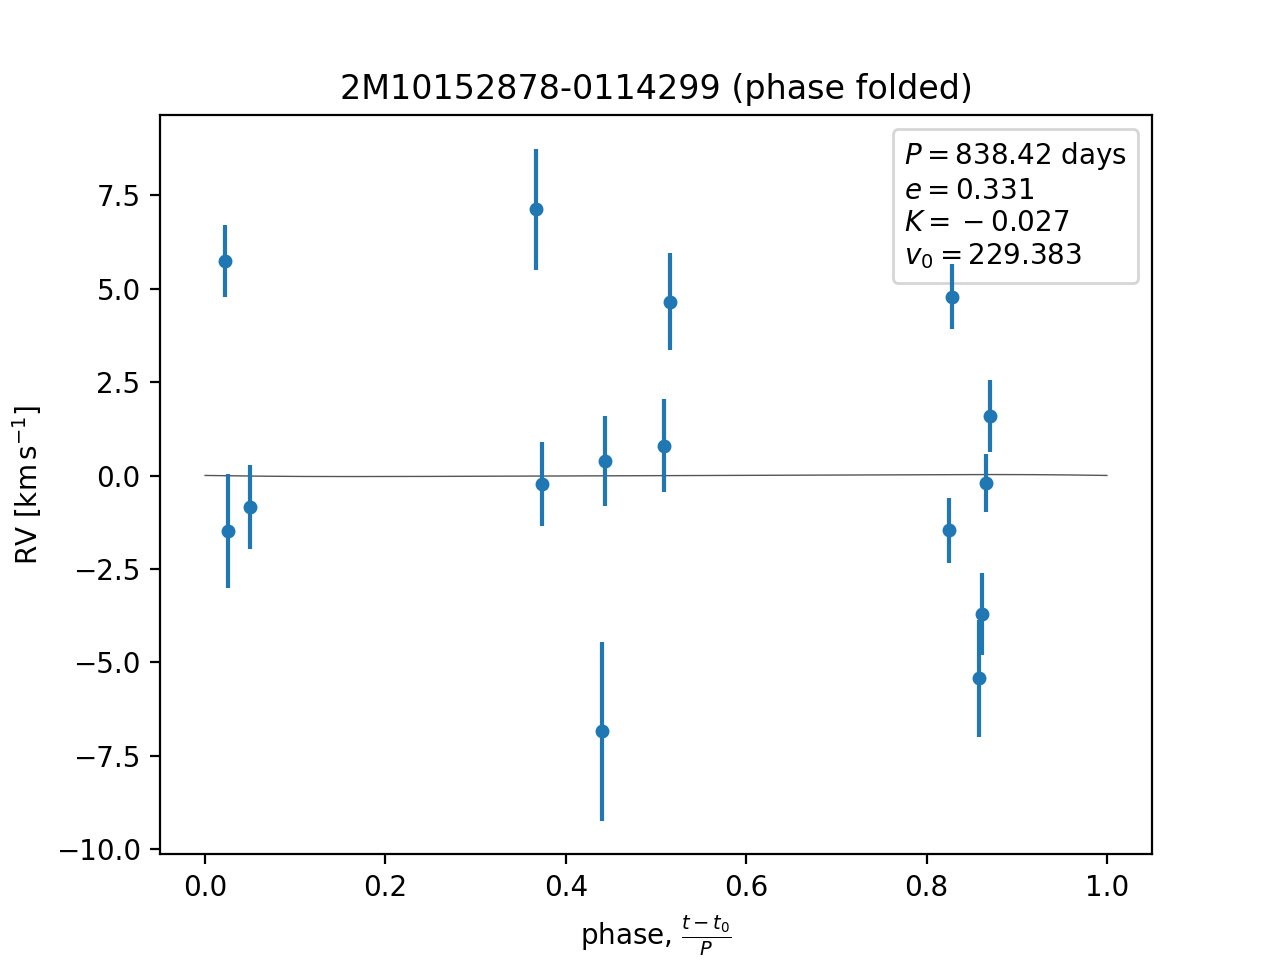 2M10152878-0114299 (phase folded)
P = 838.42 days
e = 0.331
K = −0.027
v₀ = 229.383
7.5
5.0
2.5
0.0
−2.5
−5.0
−7.5
−10.0
RV [km s⁻¹]
0.0 0.2 0.4 0.6 0.8 1.0
phase, (t − t₀)/P